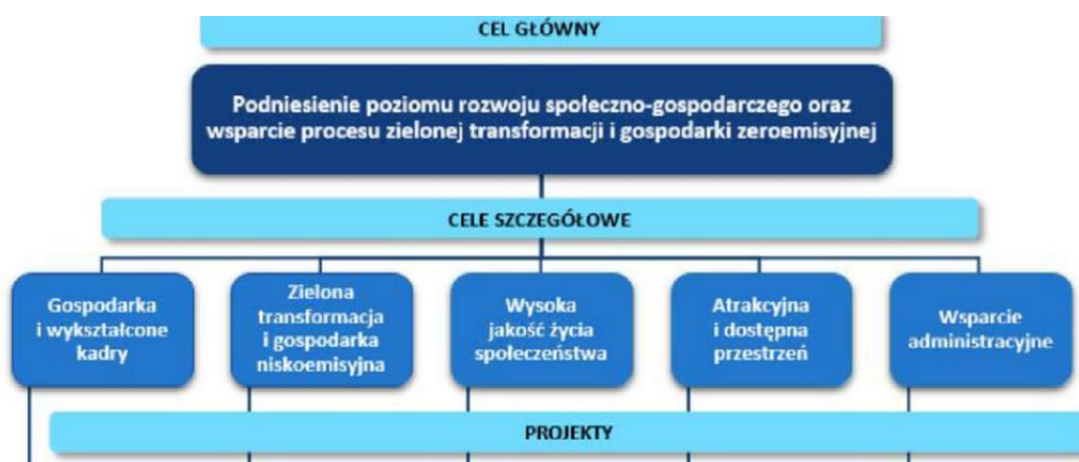 CEL GŁÓWNY
Podniesienie poziomu rozwoju społeczno-gospodarczego oraz
wsparcie procesu zielonej transformacji i gospodarki zeroemisyjnej
CELE SZCZEGÓŁOWE
Gospodarka
i wykształcone
kadry
Zielona
transformacja
i gospodarka
niskoemisyjna
Wysoka
jakość życia
społeczeństwa
Atrakcyjna
i dostępna
przestrzeń
Wsparcie
administracyjne
PROJEKTY